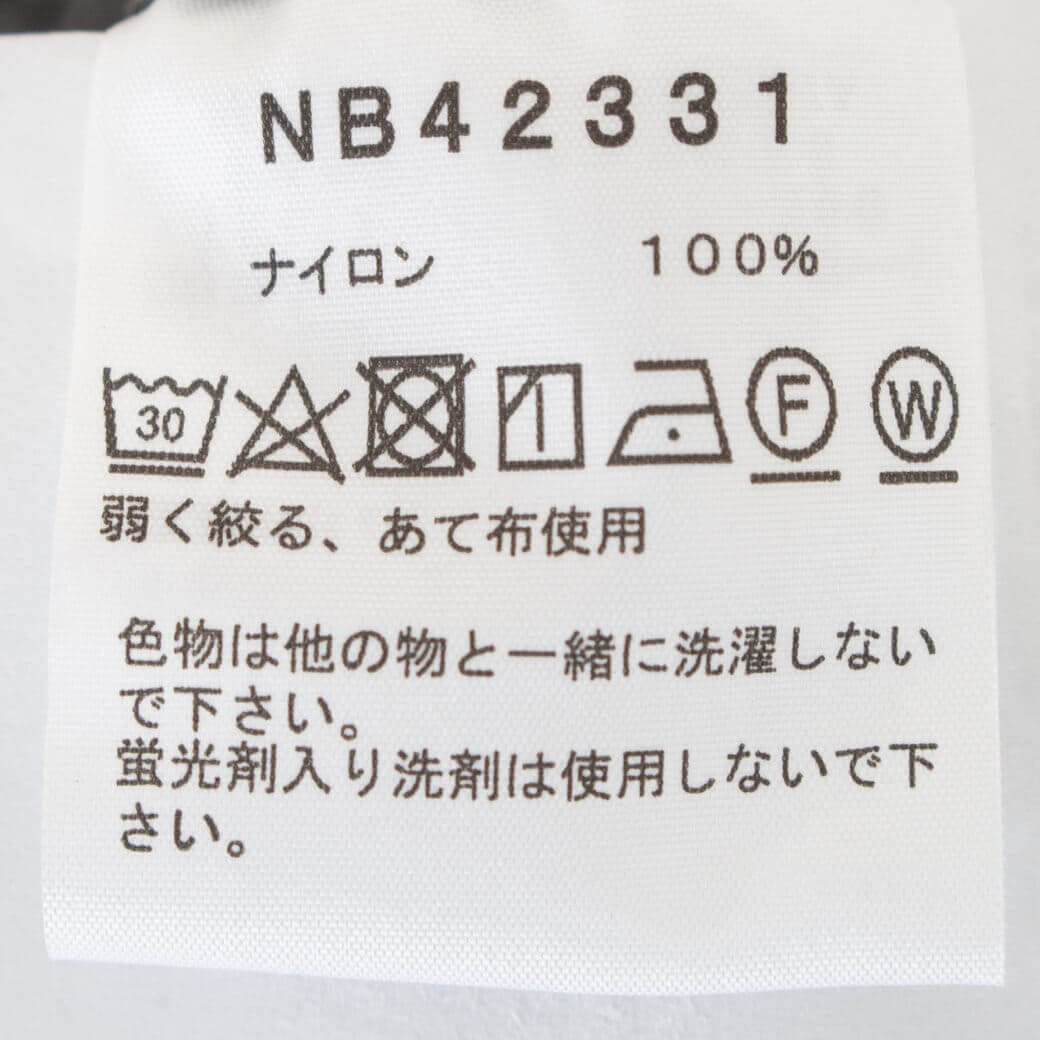 NB42331
ナイロン 100%
30 F W
弱く絞る、あて布使用
色物は他の物と一緒に洗濯しない
で下さい。
蛍光剤入り洗剤は使用しないで下
さい。